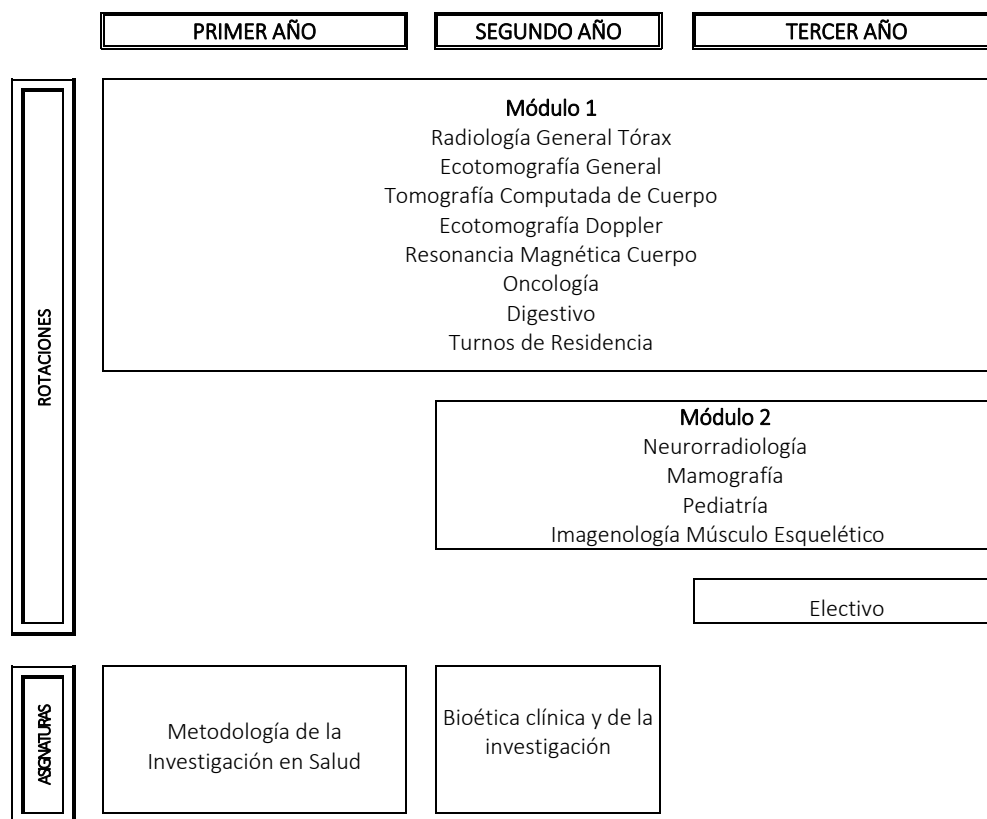 PRIMER AÑO
SEGUNDO AÑO
TERCER AÑO
ROTACIONES
Módulo 1
Radiología General Tórax
Ecotomografía General
Tomografía Computada de Cuerpo
Ecotomografía Doppler
Resonancia Magnética Cuerpo
Oncología
Digestivo
Turnos de Residencia
Módulo 2
Neurorradiología
Mamografía
Pediatría
Imagenología Músculo Esquelético
Electivo
ASIGNATURAS
Metodología de la
Investigación en Salud
Bioética clínica y de la
investigación